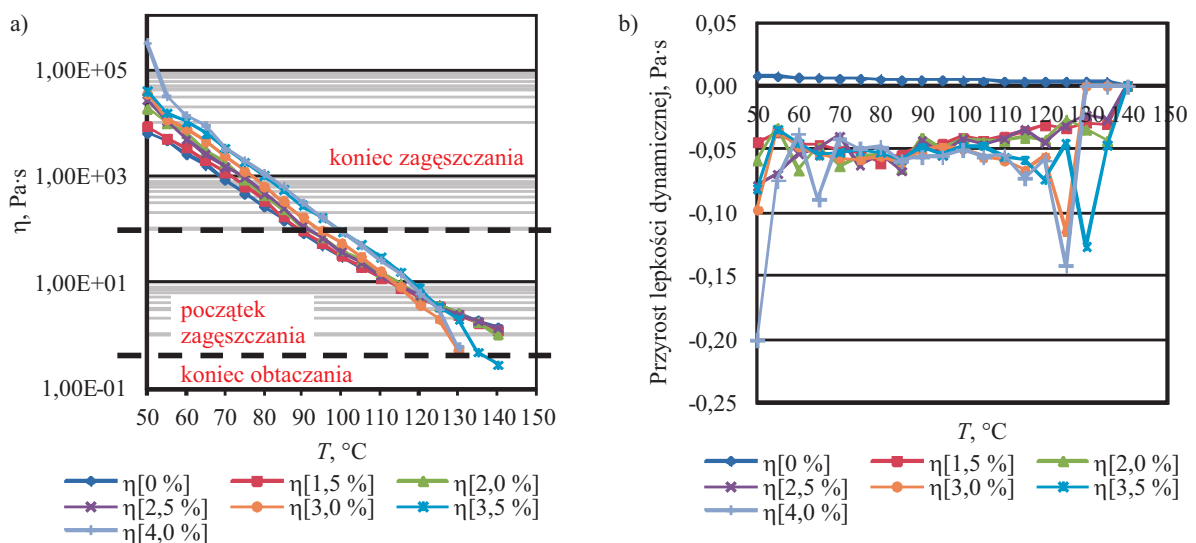 a)
η, Pa·s
1,00E+05
1,00E+03
1,00E+01
1,00E-01
koniec zagęszczania
początek
zagęszczania
koniec obtaczania
50 60 70 80 90 100 110 120 130 140 150
T, °C
η[0 %] η[1,5 %] η[2,0 %]
η[2,5 %] η[3,0 %] η[3,5 %]
η[4,0 %]
b)
Przyrost lepkości dynamicznej, Pa·s
0,05
0,00
-0,05
-0,10
-0,15
-0,20
-0,25
50 60 70 80 90 100 110 120 130 140 150
T, °C
η[0 %] η[1,5 %] η[2,0 %]
η[2,5 %] η[3,0 %] η[3,5 %]
η[4,0 %]